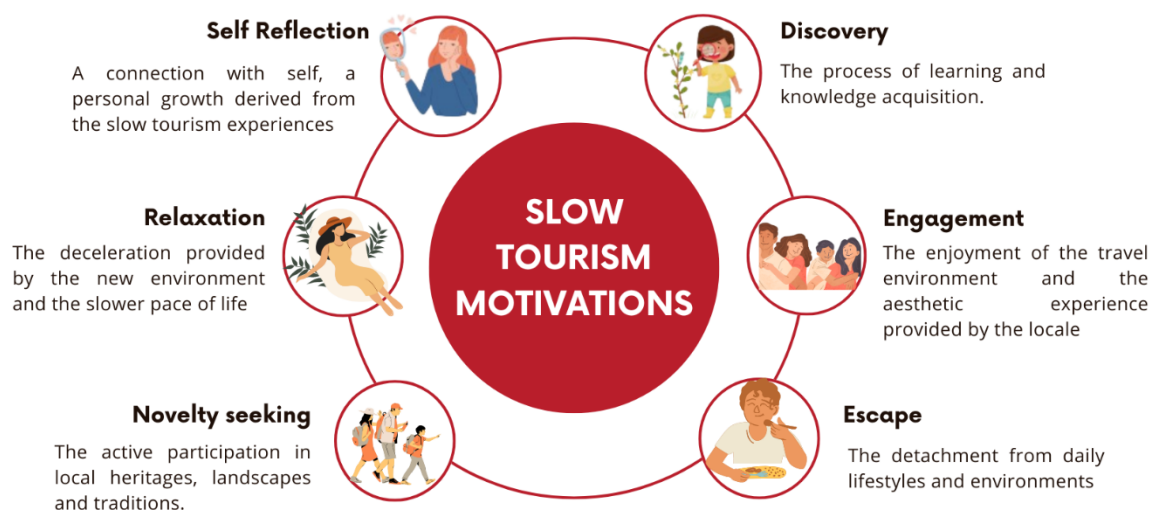 Self Reflection
A connection with self, a
personal growth derived from
the slow tourism experiences
Discovery
The process of learning and
knowledge acquisition.
Relaxation
The deceleration provided
by the new environment
and the slower pace of life
SLOW
TOURISM
MOTIVATIONS
Engagement
The enjoyment of the travel
environment and the
aesthetic experience
provided by the locale
Novelty seeking
The active participation in
local heritages, landscapes
and traditions.
Escape
The detachment from daily
lifestyles and environments